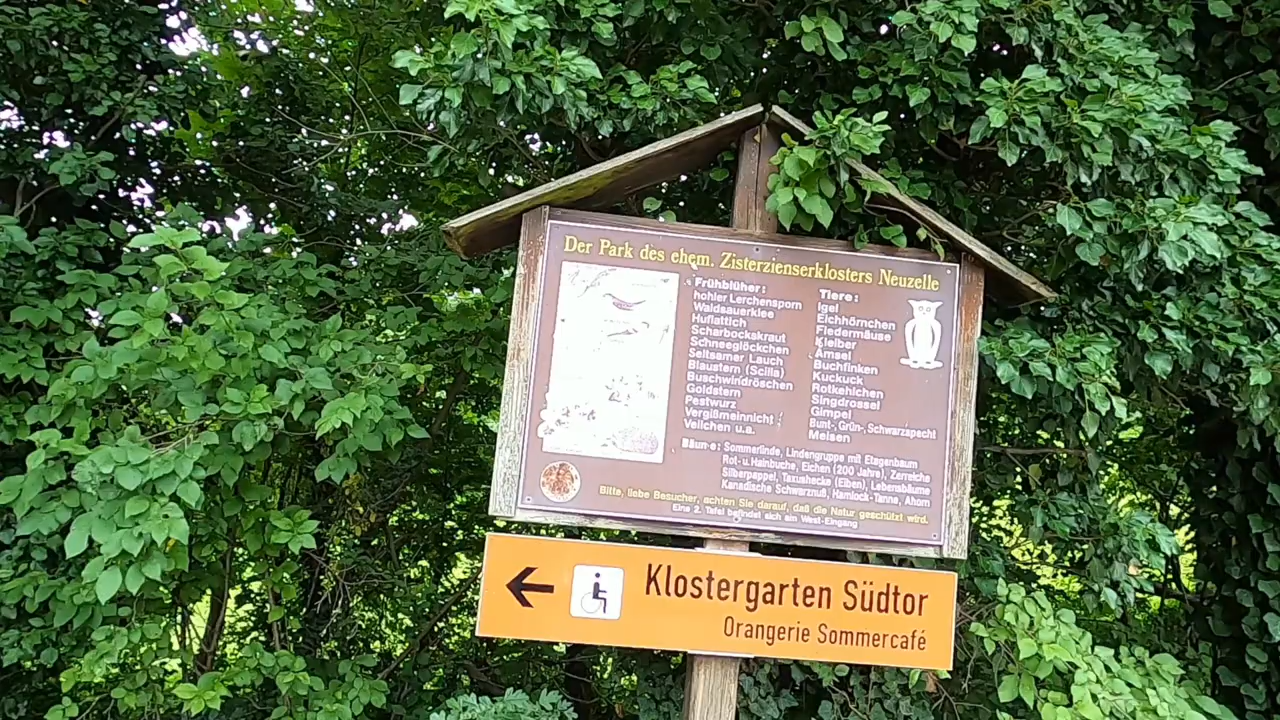 Der Park des ehem. Zisterzienserklosters Neuzelle
Frühblüher:
hohler Lerchensporn
Waldsauerklee
Huflattich
Scharbockskraut
Schneeglöckchen
Seltsamer Lauch
Blaustern (Scilla)
Buschwindröschen
Goldstern
Pestwurz
Vergißmeinnicht
Veilchen u.a.
Tiere:
Igel
Eichhörnchen
Fledermäuse
Kleiber
Amsel
Buchfinken
Kuckuck
Rotkehlchen
Singdrossel
Gimpel
Bunt-, Grün-, Schwarzspecht
Meisen
Bäume: Sommerlinde, Lindengruppe mit Etagenbaum
Rot- u. Hainbuche, Eichen (200 Jahre), Zerreiche
Silberpappel, Taxushecke (Eiben), Lebensbäume
Kanadische Schwarznuß, Hemlock-Tanne, Ahorn
Bitte, liebe Besucher, achten Sie darauf, daß die Natur geschützt wird.
Eine 2. Tafel befindet sich am West-Eingang
Klostergarten Südtor
Orangerie Sommercafé